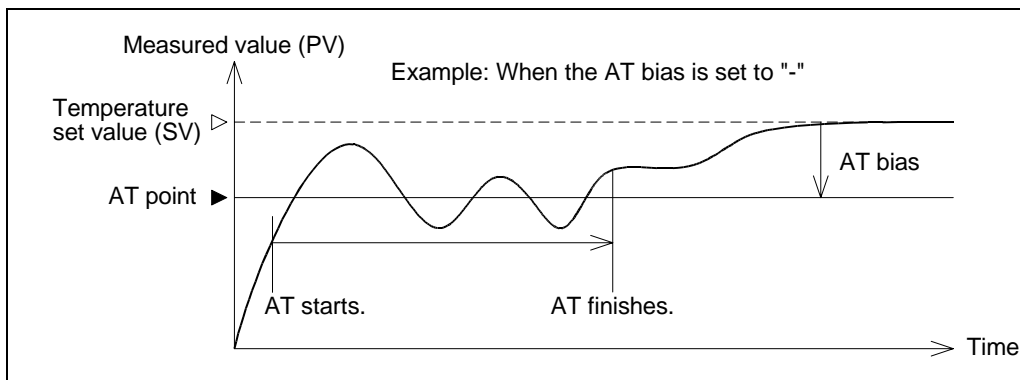 Measured value (PV)
Example: When the AT bias is set to "-"
Temperature
set value (SV)
AT bias
AT point
AT starts.
AT finishes.
Time